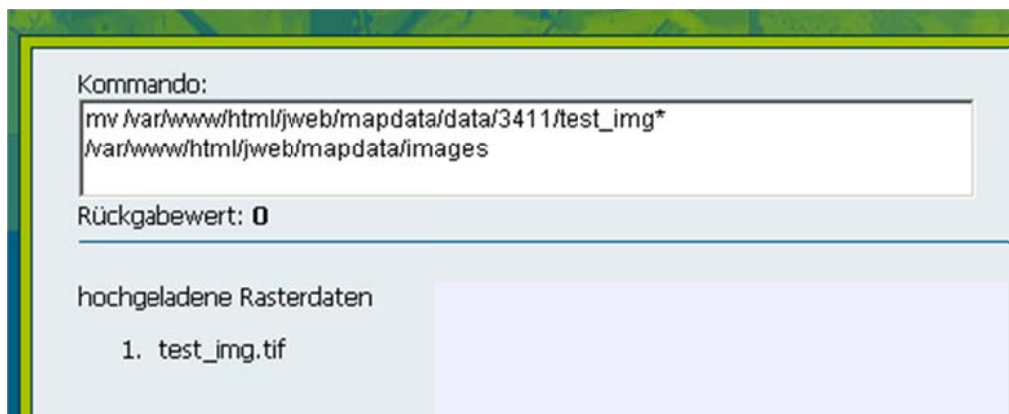 Kommando:
mv /var/www/html/jweb/mapdata/data/3411/test_img*
/var/www/html/jweb/mapdata/images
Rückgabewert: 0
hochgeladene Rasterdaten
1. test_img.tif